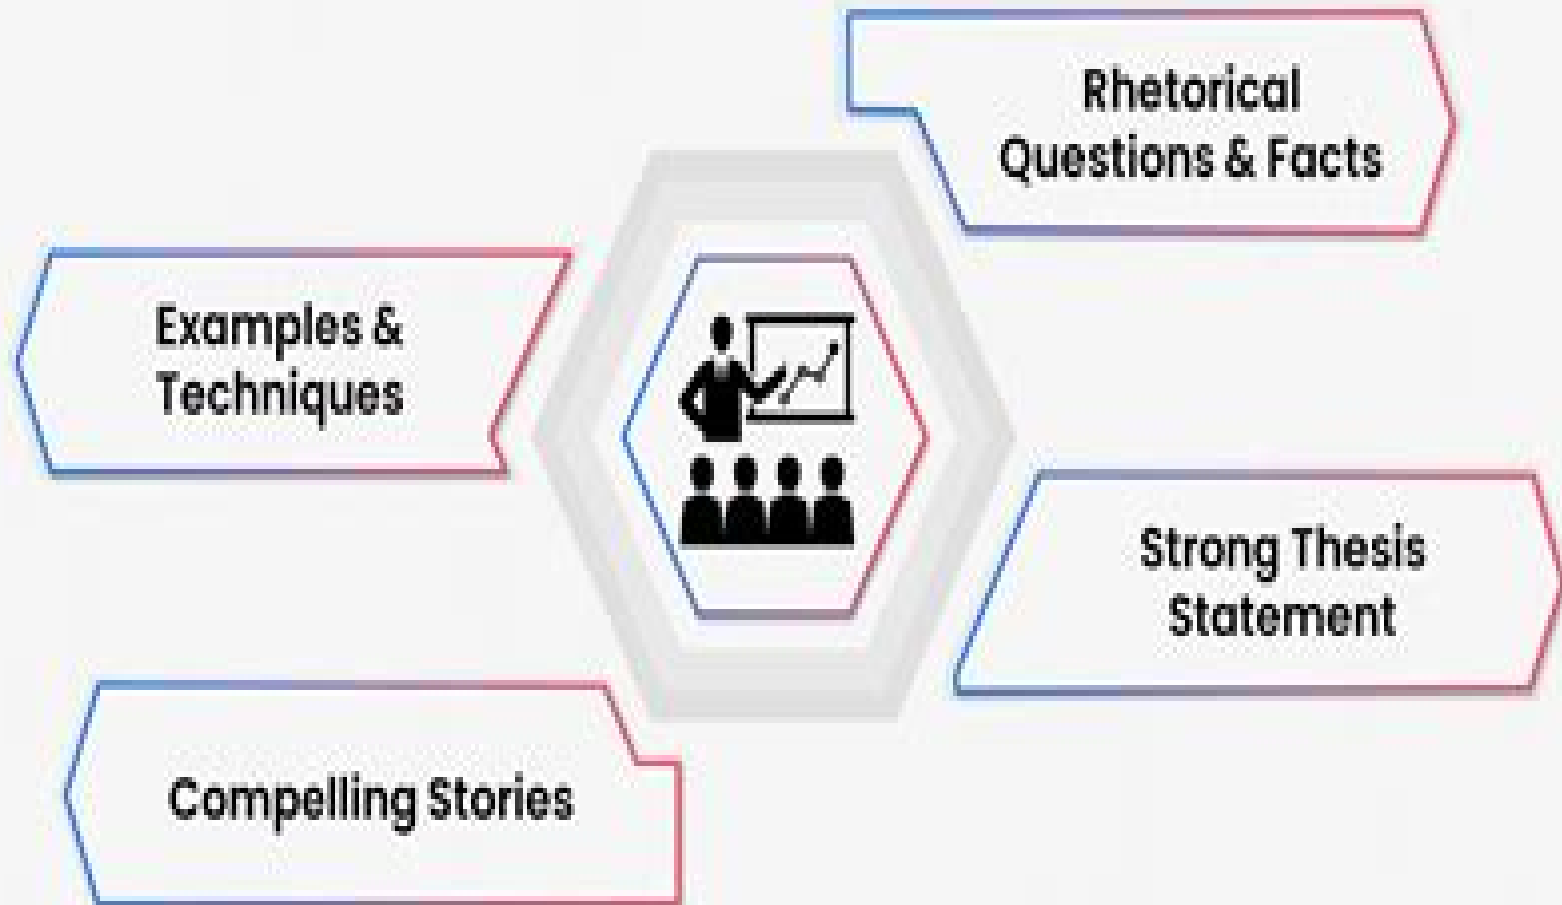 Rhetorical
Questions & Facts
Examples &
Techniques
Strong Thesis
Statement
Compelling Stories